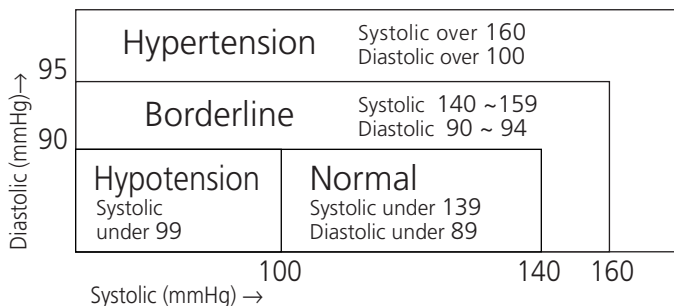 Hypertension Systolic over 160
Diastolic over 100
95
Borderline Systolic 140 ~159
Diastolic 90 ~ 94
90
Hypotension Normal
Systolic Systolic under 139
under 99 Diastolic under 89
Diastolic (mmHg)→
100 140 160
Systolic (mmHg) →